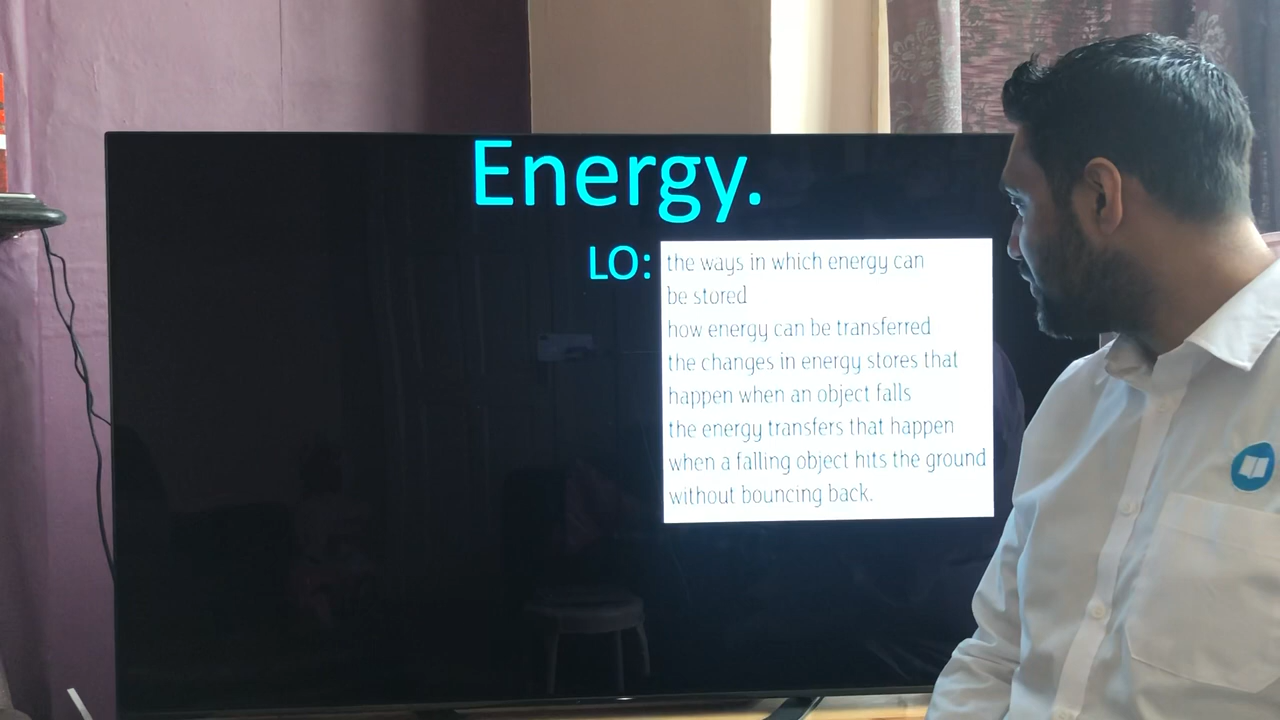 Energy.
LO:
the ways in which energy can
be stored
how energy can be transferred
the changes in energy stores that
happen when an object falls
the energy transfers that happen
when a falling object hits the ground
without bouncing back.